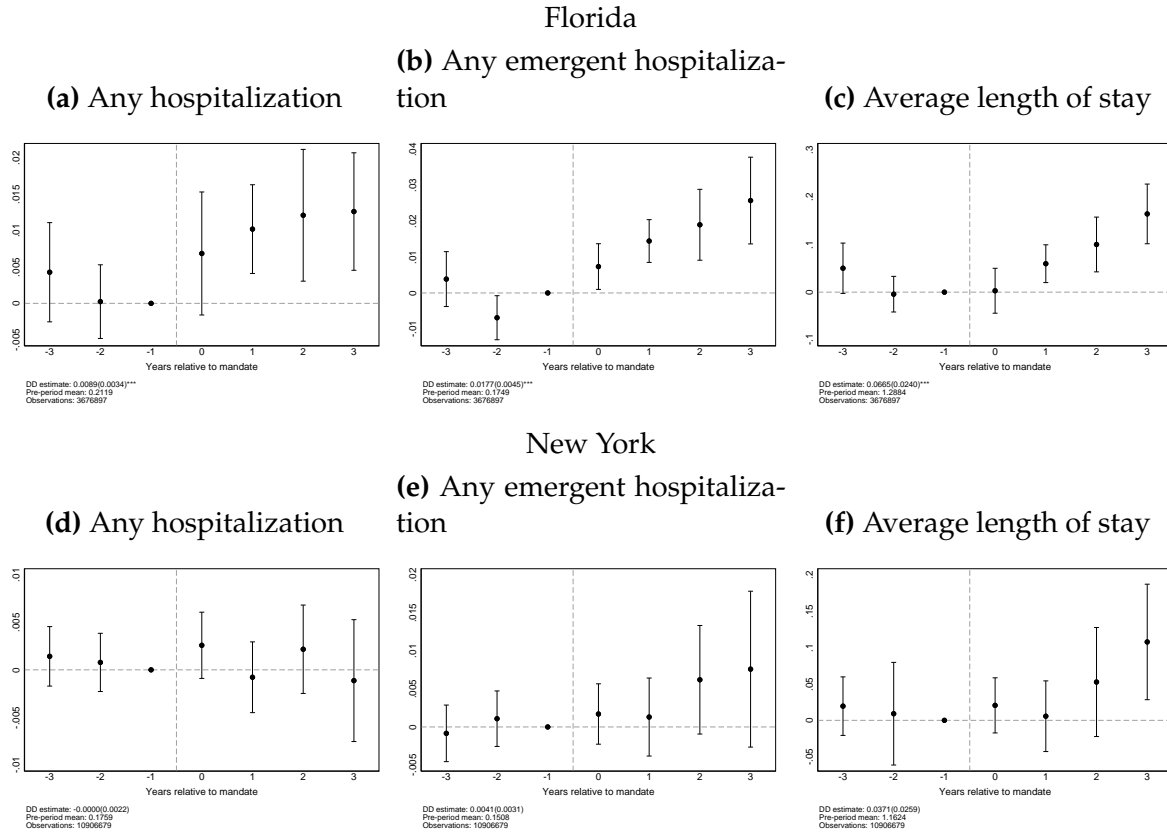 Florida
(a) Any hospitalization
(b) Any emergent hospitaliza-
tion
(c) Average length of stay
.02
.015
.01
.005
0
-.005
-3 -2 -1 0 1 2 3
Years relative to mandate
DD estimate: 0.0089(0.0034)***
Pre-period mean: 0.2119
Observations: 3676897
.04
.03
.02
.01
0
-.01
-3 -2 -1 0 1 2 3
Years relative to mandate
DD estimate: 0.0177(0.0045)***
Pre-period mean: 0.1749
Observations: 3676897
.3
.2
.1
0
-.1
-3 -2 -1 0 1 2 3
Years relative to mandate
DD estimate: 0.0665(0.0240)***
Pre-period mean: 1.2884
Observations: 3676897
New York
(d) Any hospitalization
(e) Any emergent hospitaliza-
tion
(f) Average length of stay
.01
.005
0
-.005
-.01
-3 -2 -1 0 1 2 3
Years relative to mandate
DD estimate: -0.0000(0.0022)
Pre-period mean: 0.1759
Observations: 10906679
.02
.015
.01
.005
0
-.005
-3 -2 -1 0 1 2 3
Years relative to mandate
DD estimate: 0.0041(0.0031)
Pre-period mean: 0.1508
Observations: 10906679
.2
.15
.1
.05
0
-.05
-3 -2 -1 0 1 2 3
Years relative to mandate
DD estimate: 0.0371(0.0259)
Pre-period mean: 1.1624
Observations: 10906679